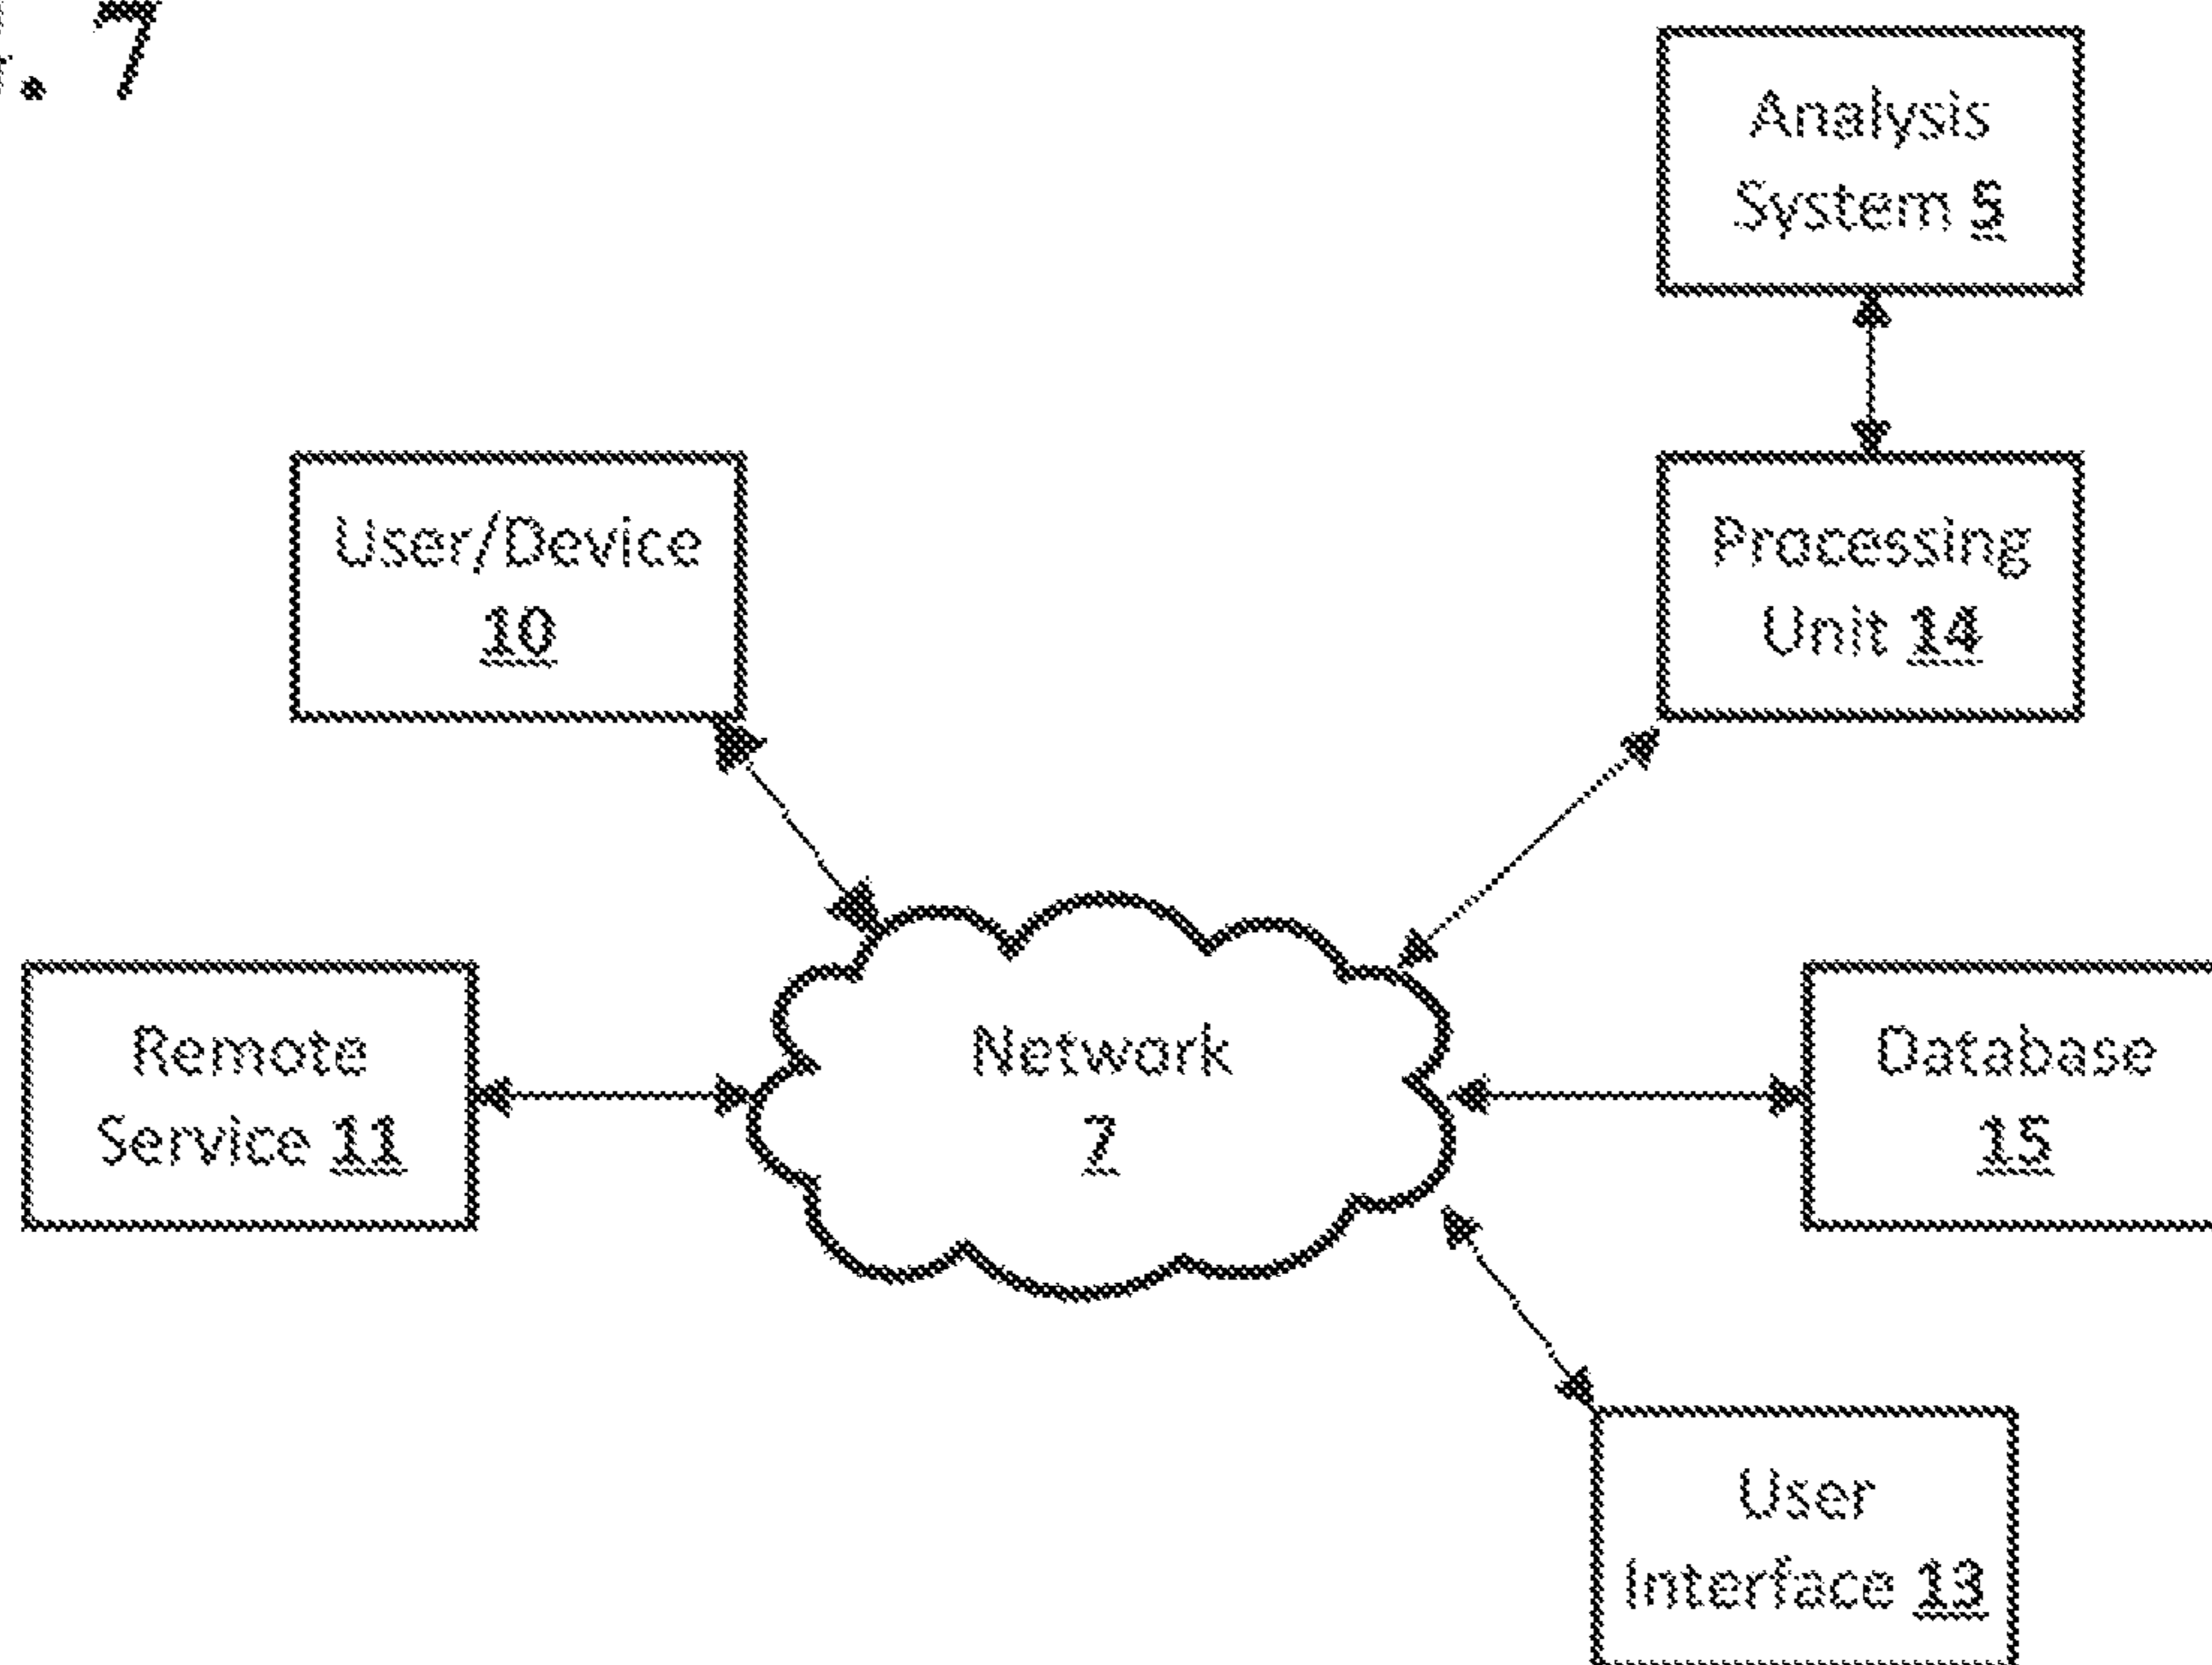 . 7
Analysis
System 5
User/Device
10
Processing
Unit 14
Remote
Service 11
Network
7
Database
15
User
Interface 13